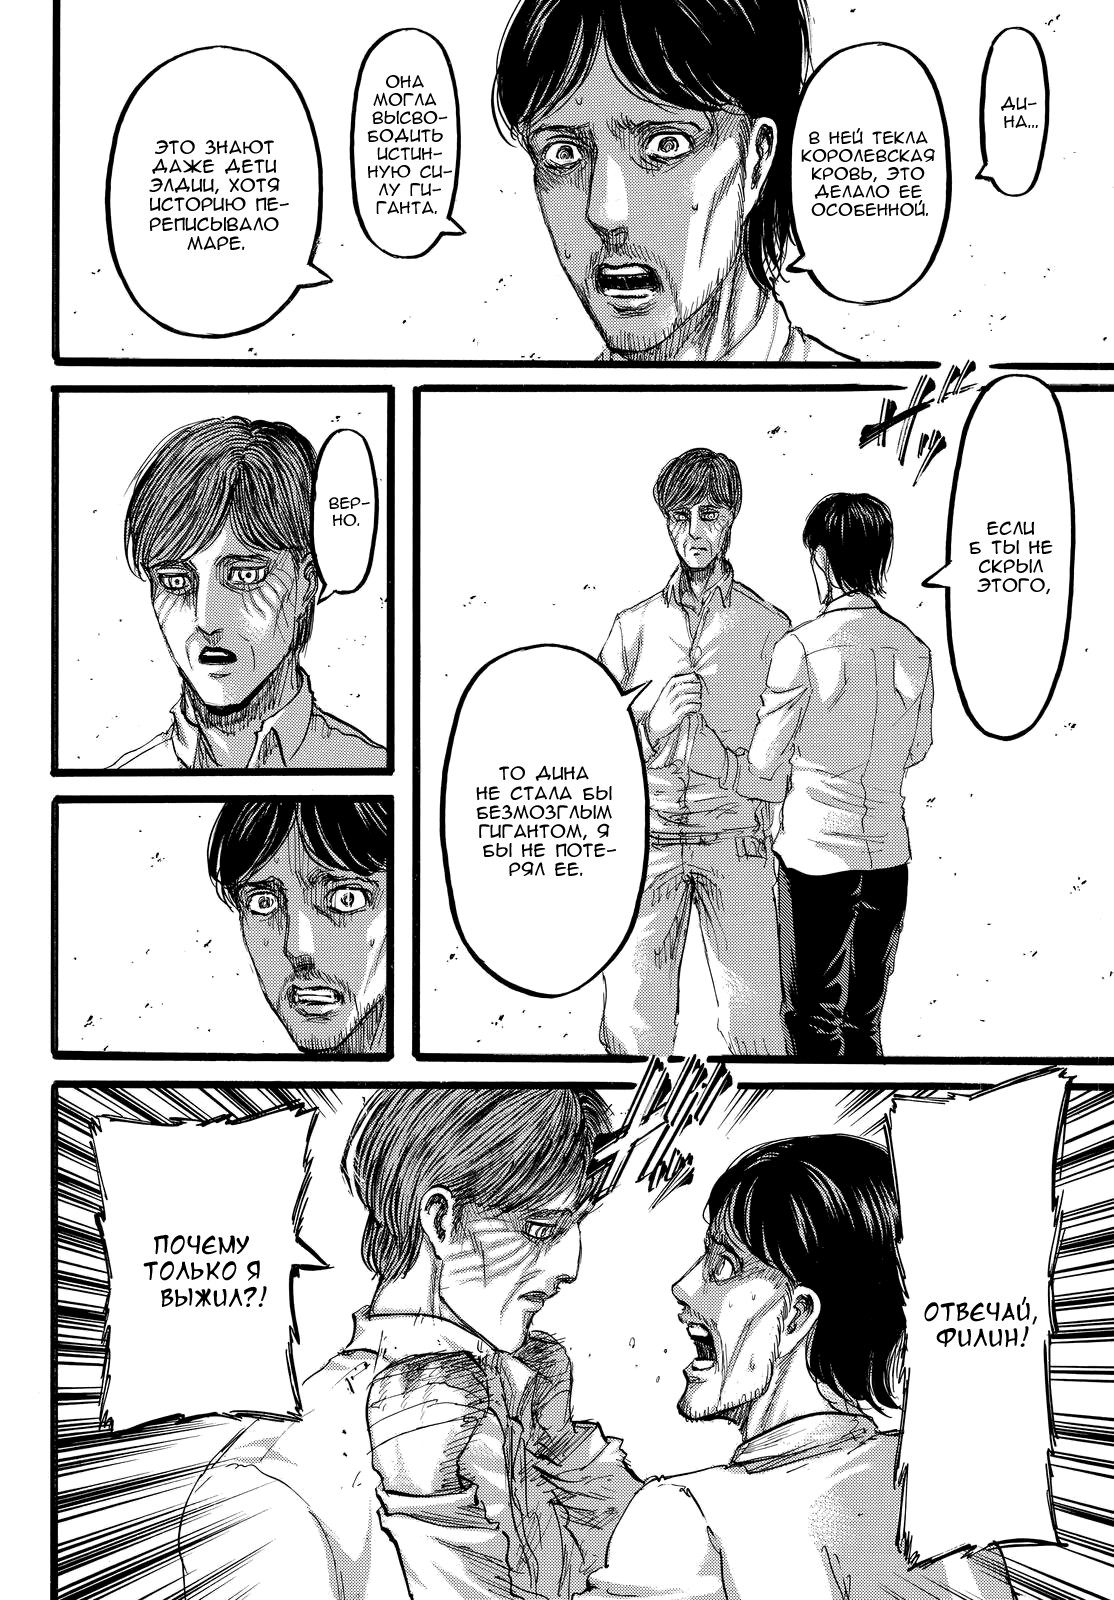 ДИ-
НА...
В НЕЙ ТЕКЛА
КОРОЛЕВСКАЯ
КРОВЬ, ЭТО
ДЕЛАЛО ЕЕ
ОСОБЕННОЙ.
ОНА
МОГЛА
ВЫСВО-
БОДИТЬ
ИСТИН-
НУЮ СИ-
ЛУ ГИ-
ГАНТА.
ЭТО ЗНАЮТ
ДАЖЕ ДЕТИ
ЭЛДИИ, ХОТЯ
ИСТОРИЮ ПЕ-
РЕПИСЫВАЛО
МАРЕ.
ЕСЛИ
Б ТЫ НЕ
СКРЫЛ
ЭТОГО,
ТО ДИНА
НЕ СТАЛА БЫ
БЕЗМОЗГЛЫМ
ГИГАНТОМ, Я
БЫ НЕ ПОТЕ-
РЯЛ ЕЕ.
ВЕР-
НО.
ОТВЕЧАЙ,
ФИЛИН!
ПОЧЕМУ
ТОЛЬКО Я
ВЫЖИЛ?!